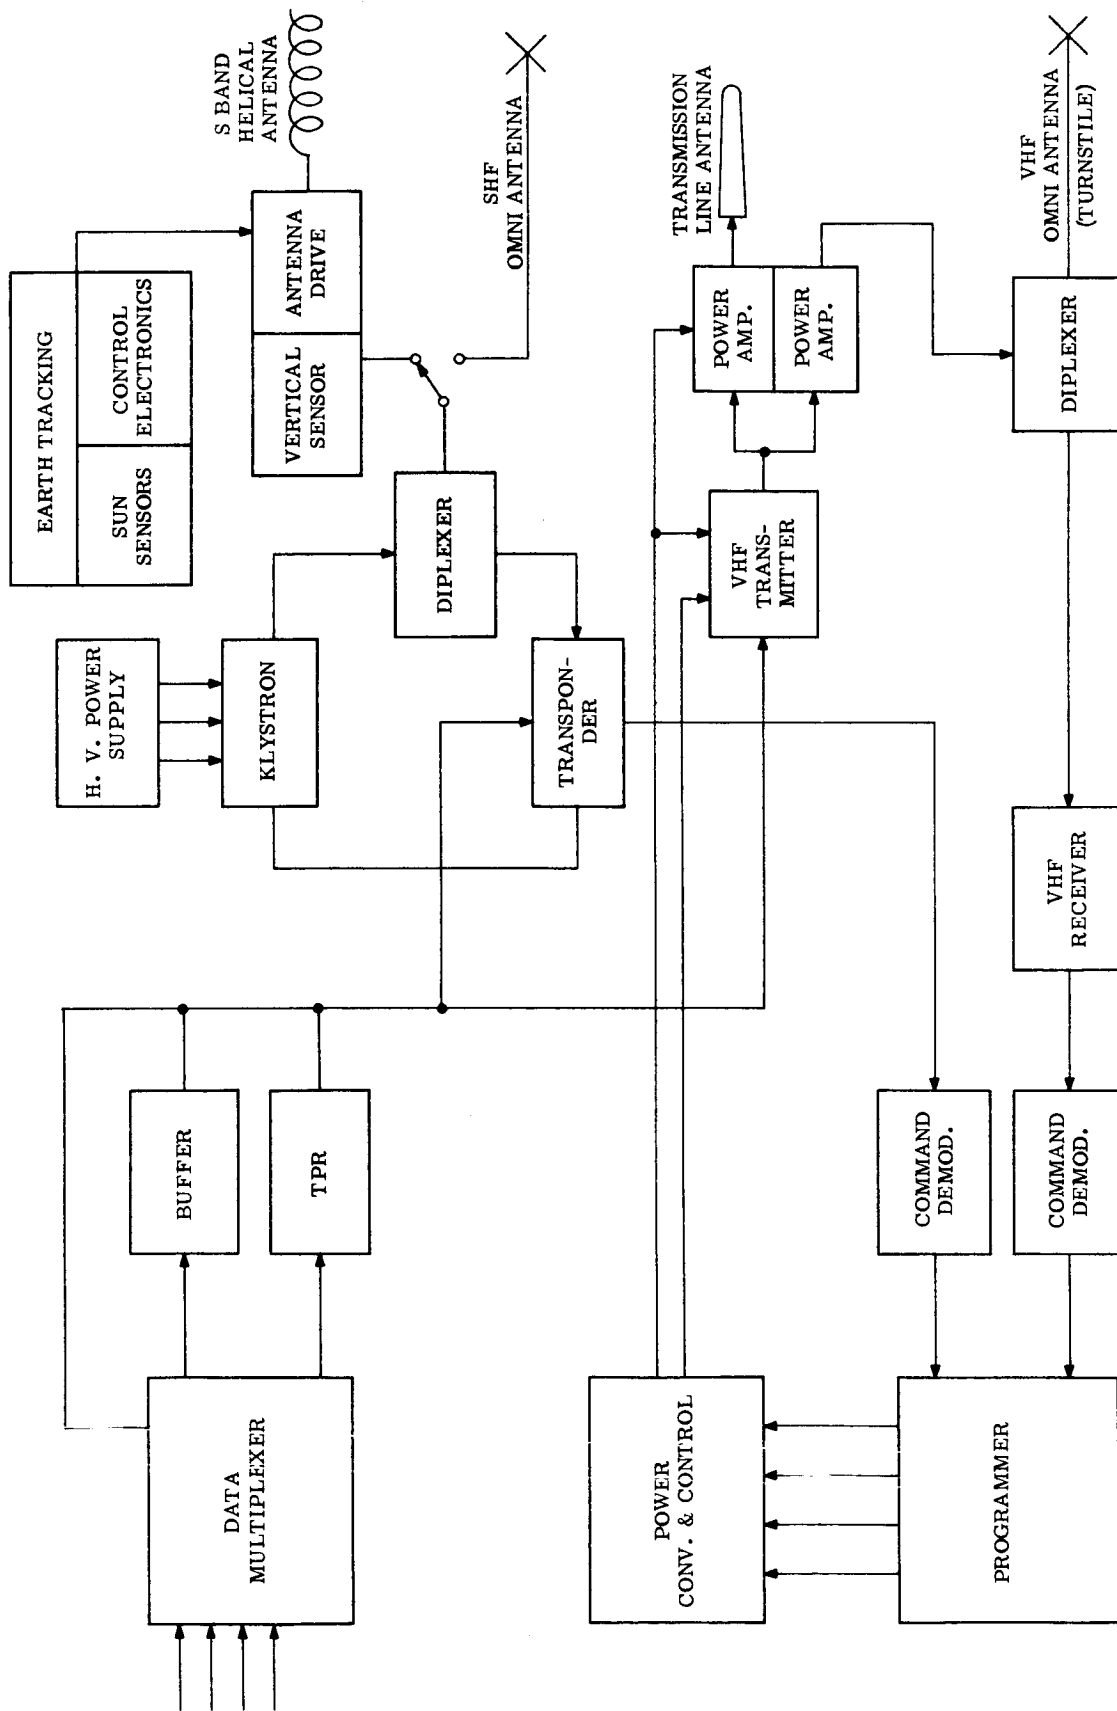 EARTH TRACKING
SUN
SENSORS
CONTROL
ELECTRONICS
S BAND
HELICAL
ANTENNA
VERTICAL
SENSOR
ANTENNA
DRIVE
SHF
OMNI ANTENNA
H. V. POWER
SUPPLY
KLYSTRON
DIPLEXER
TRANSPON-
DER
DATA
MULTIPLEXER
BUFFER
TPR
TRANSMISSION
LINE ANTENNA
POWER
AMP.
POWER
AMP.
VHF
TRANS-
MITTER
POWER
CONV. & CONTROL
PROGRAMMER
COMMAND
DEMOD.
COMMAND
DEMOD.
VHF
RECEIVER
DIPLEXER
VHF
OMNI ANTENNA
(TURNSTILE)